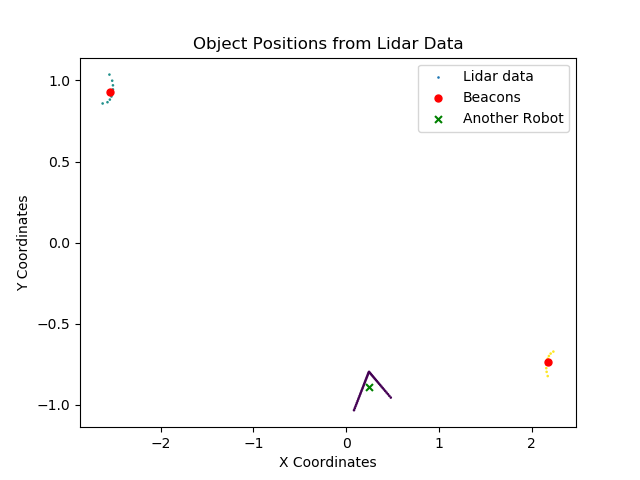 Object Positions from Lidar Data
Lidar data
Beacons
Another Robot
1.0
0.5
0.0
−0.5
−1.0
Y Coordinates
−2
−1
0
1
2
X Coordinates